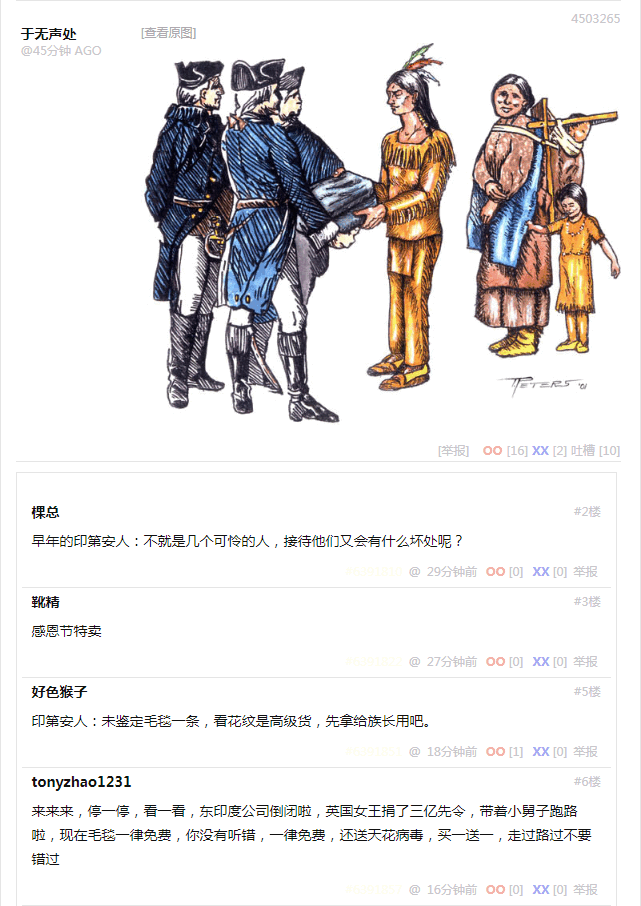 4503265
于无声处 [查看原图]
@45分钟 AGO
PETERS '01
[举报] OO [16] XX [2] 吐槽 [10]
棵总 #2楼
早年的印第安人：不就是几个可怜的人，接待他们又会有什么坏处呢？
@ 29分钟前 OO [0] XX [0] 举报
靴精 #3楼
感恩节特卖
@ 27分钟前 OO [0] XX [0] 举报
好色猴子 #5楼
印第安人：未鉴定毛毯一条，看花纹是高级货，先拿给族长用吧。
@ 18分钟前 OO [1] XX [0] 举报
tonyzhao1231 #6楼
来来来，停一停，看一看，东印度公司倒闭啦，英国女王捐了三亿先令，带着小舅子跑路
啦，现在毛毯一律免费，你没有听错，一律免费，还送天花病毒，买一送一，走过路过不要
错过
@ 16分钟前 OO [0] XX [0] 举报